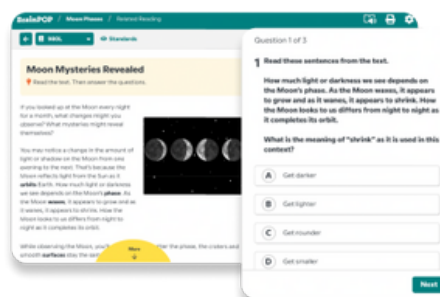 BrainPOP / Moon Phases / Related Reading
Standards
Moon Mysteries Revealed
Read the text. Then answer the questions.
If you looked up at the Moon every night
for a month, what changes might you
observe? What mysteries might reveal
themselves?
You may notice a change in the amount of
light or shadow on the Moon from one
evening to the next. That's because the
Moon reflects light from the Sun as it
orbits Earth. How much light or darkness
we see depends on the Moon's phase. As
the Moon waxes, it appears to grow and as
it wanes, it appears to shrink. How the
Moon looks to us differs from night to
night as it completes its orbit.
While observing the Moon, you'll
ter the phase, the craters and
smooth surfaces stay the
More
Question 1 of 3
1 Read these sentences from the text.
How much light or darkness we see depends on
the Moon's phase. As the Moon waxes, it appears
to grow and as it wanes, it appears to shrink. How
the Moon looks to us differs from night to night as
it completes its orbit.
What is the meaning of "shrink" as it is used in this
context?
A Get darker
B Get lighter
C Get rounder
D Get smaller
Next